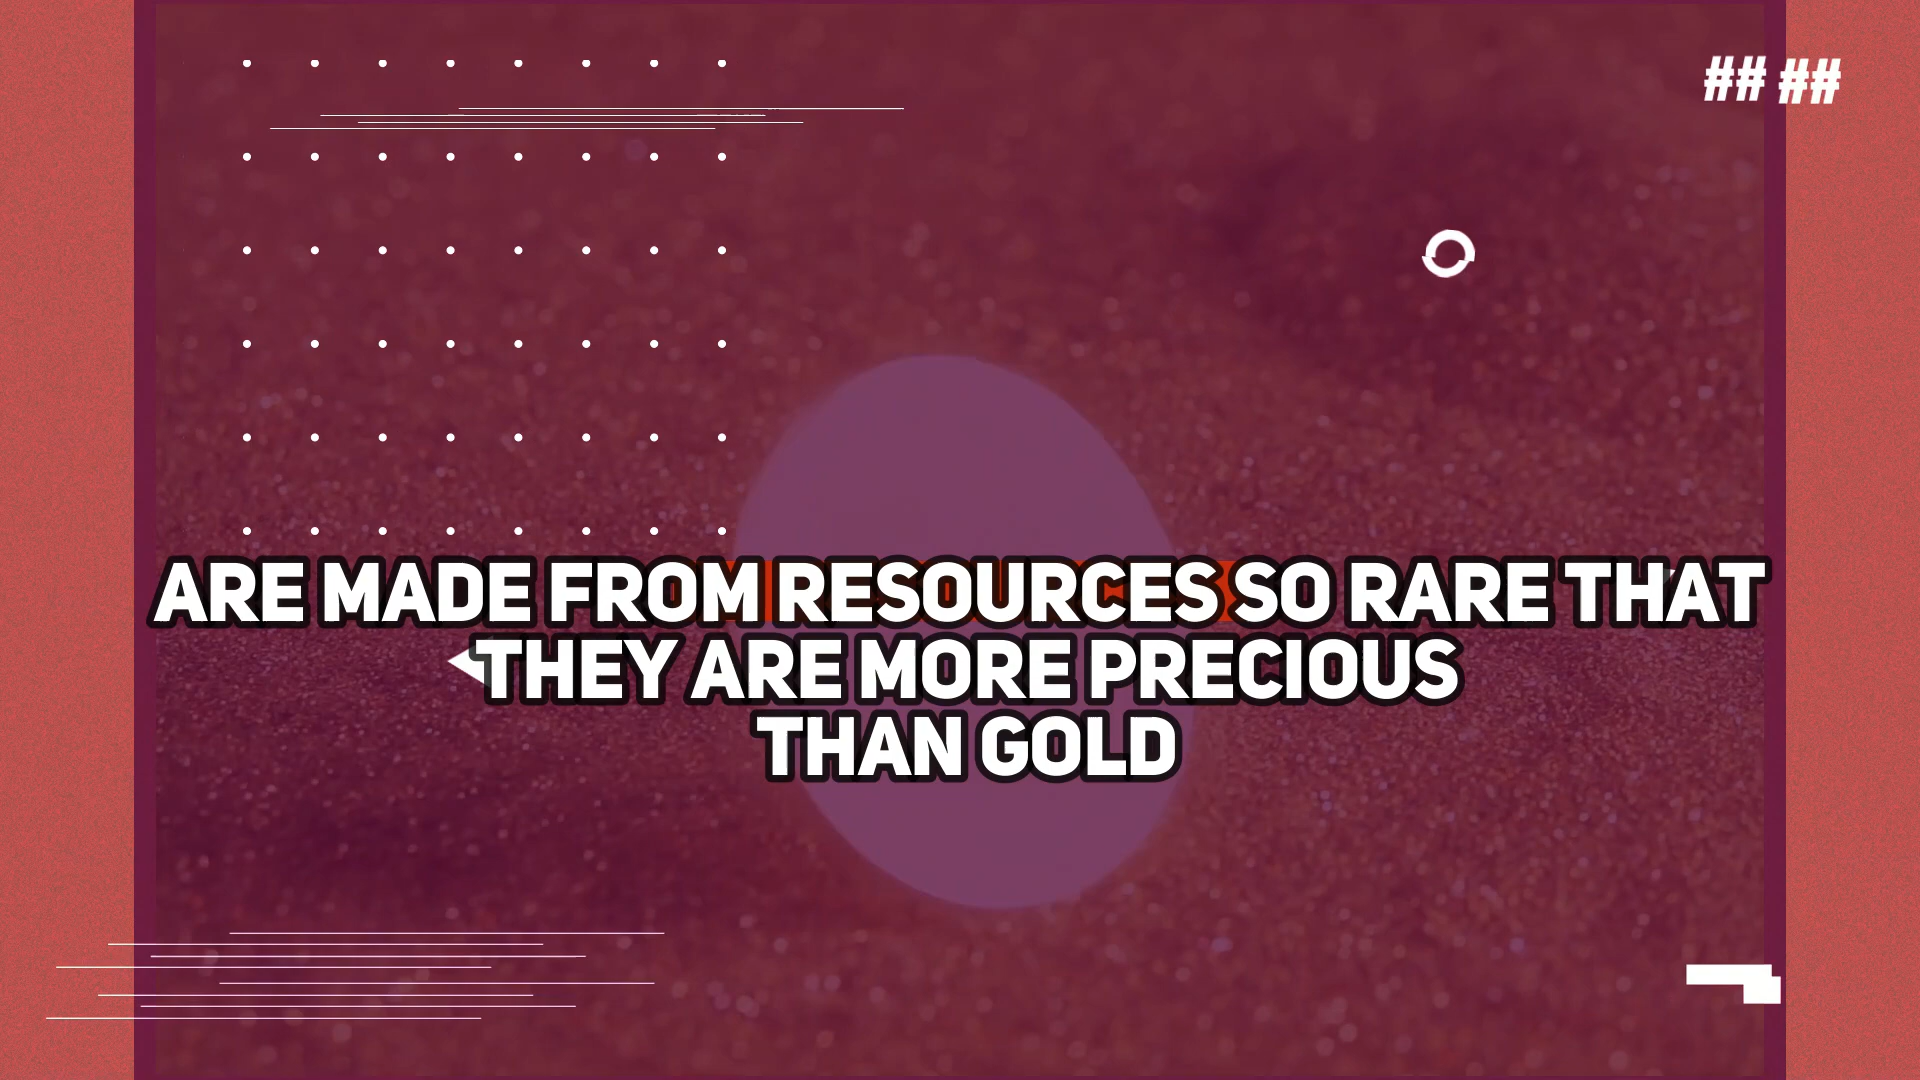 ## ##
ARE MADE FROM RESOURCES SO RARE THAT
THEY ARE MORE PRECIOUS
THAN GOLD